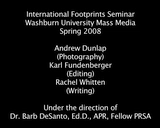 International Footprints Seminar
Washburn University Mass Media
Spring 2008
Andrew Dunlap
(Photography)
Karl Fundenberger
(Editing)
Rachel Whitten
(Writing)
Under the direction of
Dr. Barb DeSanto, Ed.D., APR, Fellow PRSA